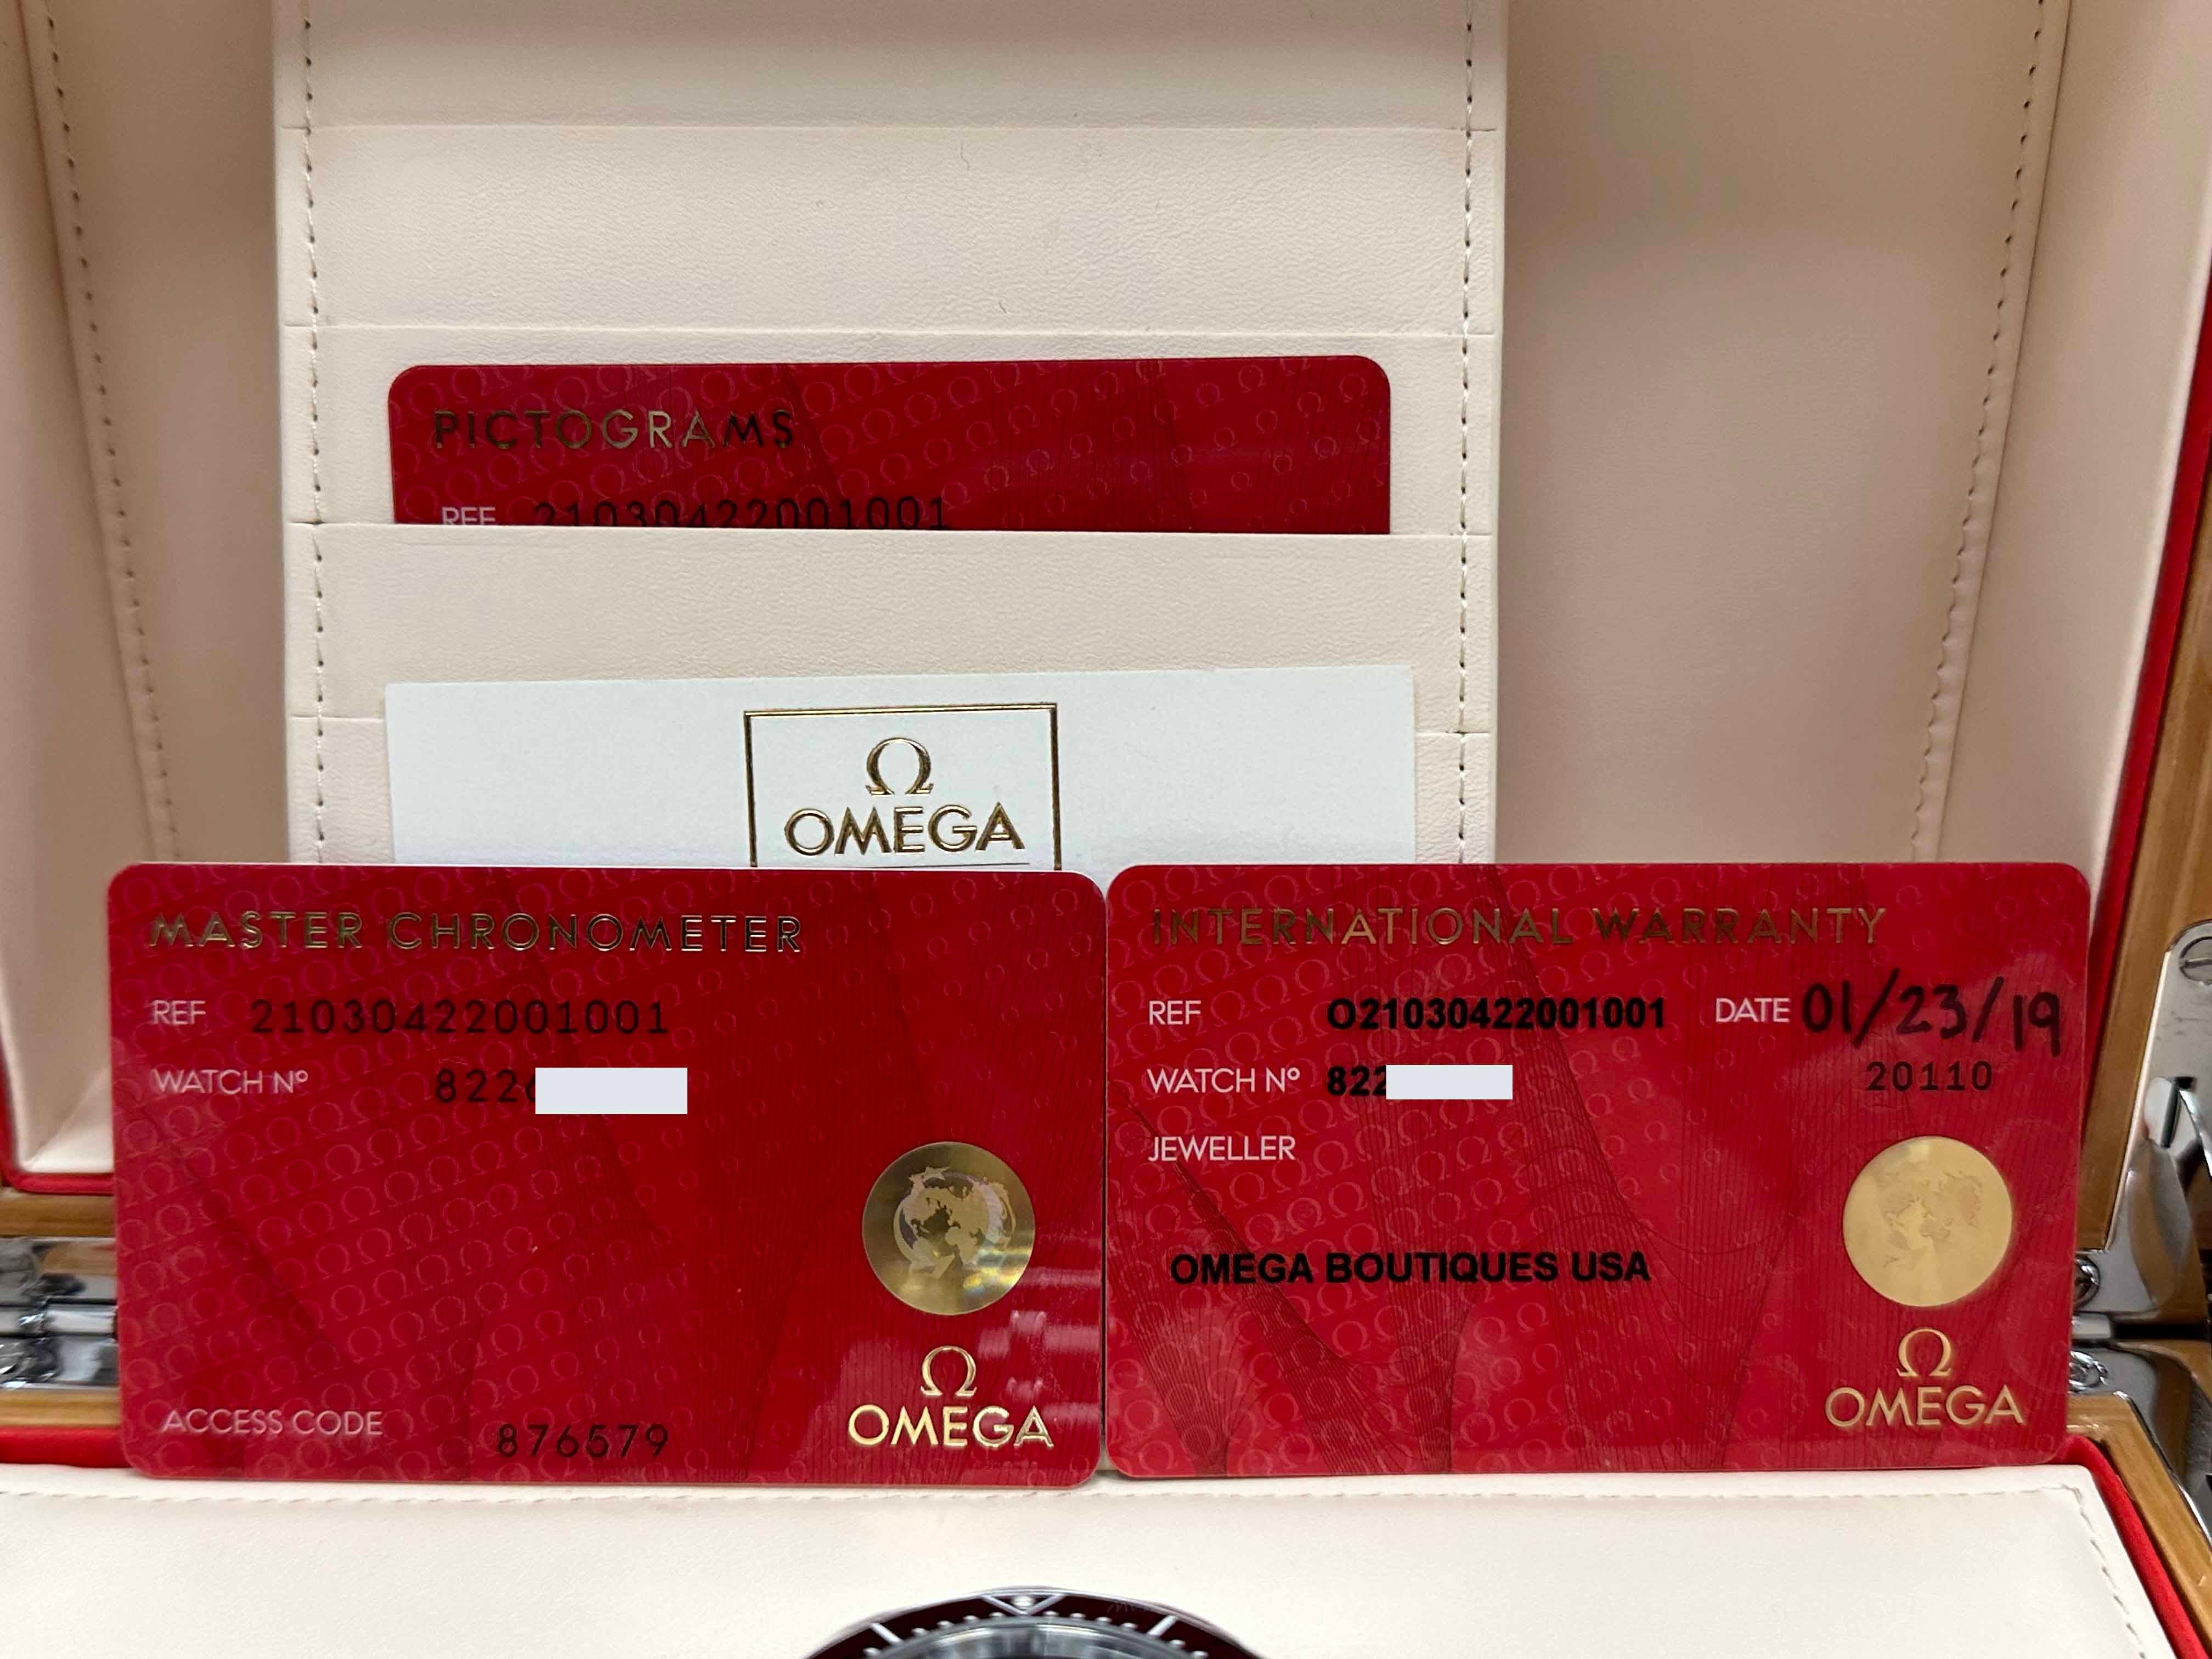 PICTOGRAMS
REF 21030422001001
Ω
OMEGA
MASTER CHRONOMETER
REF 21030422001001
WATCH Nº 822
ACCESS CODE 876579
Ω
OMEGA
INTERNATIONAL WARRANTY
REF O21030422001001 DATE 01/23/19
WATCH Nº 822
20110
JEWELLER
OMEGA BOUTIQUES USA
Ω
OMEGA